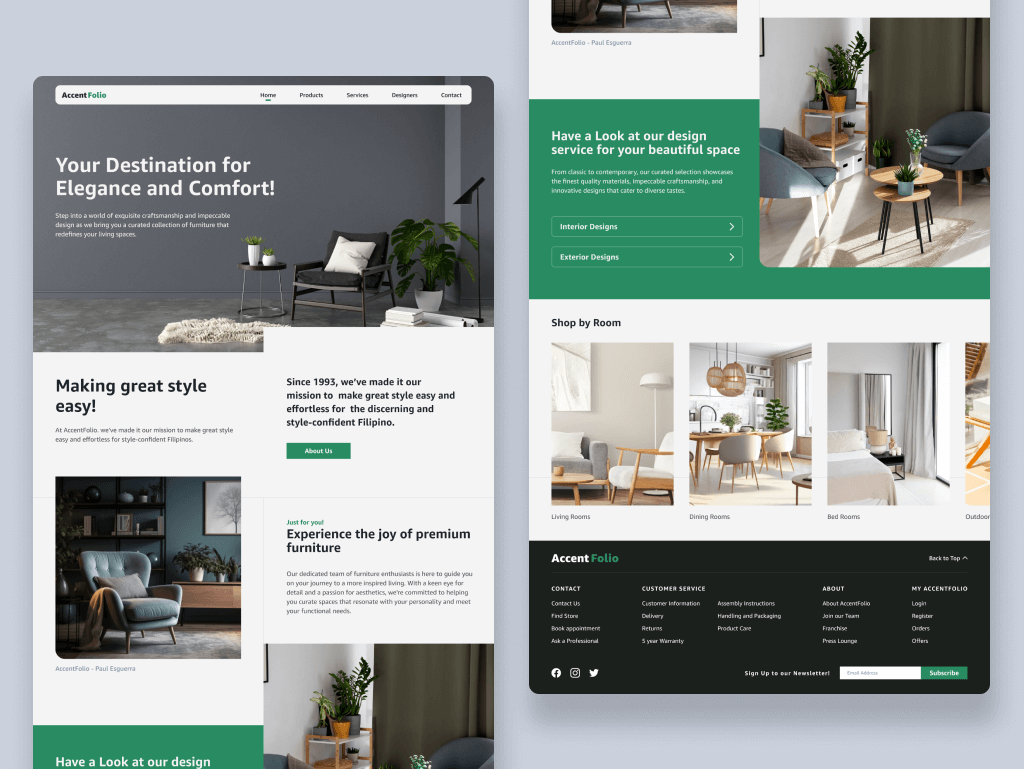 AccentFolio
Home
Products
Services
Designers
Contact
Your Destination for
Elegance and Comfort!
Step into a world of exquisite craftsmanship and impeccable
design as we bring you a curated collection of furniture that
redefines your living spaces.
Making great style
easy!
At AccentFolio, we've made it our mission to make great style
easy and effortless for style-confident Filipinos.
Since 1993, we've made it our
mission to make great style easy and
effortless for the discerning and
style-confident Filipino.
About Us
AccentFolio - Paul Esguerra
Just for you!
Experience the joy of premium
furniture
Our dedicated team of furniture enthusiasts is here to guide you
on your journey to a more inspired living. With a keen eye for
detail and a passion for aesthetics, we're committed to helping
you curate spaces that resonate with your personality and meet
your functional needs.
Have a Look at our design
AccentFolio - Paul Esguerra
Have a Look at our design
service for your beautiful space
From classic to contemporary, our curated selection showcases
the finest quality materiels, impeccable craftsmanship, and
innovative designs that cater to diverse tastes.
Interior Designs
Exterior Designs
Shop by Room
Living Rooms
Dining Rooms
Bed Rooms
Outdoor
AccentFolio
Back to Top
CONTACT
Contact Us
Find Store
Book appointment
Ask a Professional
CUSTOMER SERVICE
Customer Information
Delivery
Returns
5 year Warranty
Assembly Instructions
Handling and Packaging
Product Care
ABOUT
About AccentFolio
Join our Team
Franchise
Press Lounge
MY ACCENTFOLIO
Login
Register
Orders
Offers
Sign Up to our Newsletter!
Email Address
Subscribe